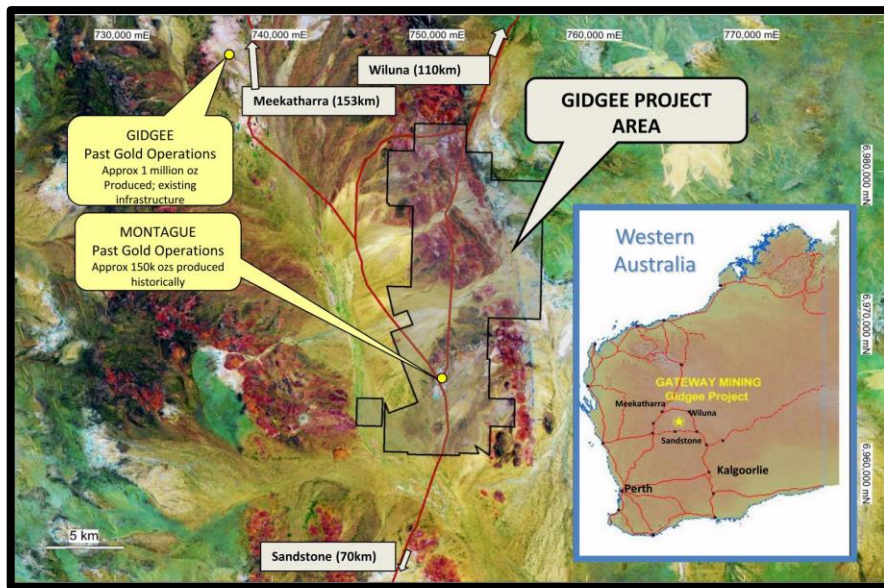 730,000 mE
740,000 mE
750,000 mE
760,000 mE
770,000 mE
Wiluna (110km)
Meekatharra (153km)
GIDGEE PROJECT
AREA
GIDGEE
Past Gold Operations
Approx 1 million oz
Produced; existing
infrastructure
MONTAGUE
Past Gold Operations
Approx 150k ozs produced
historically
6,980,000 mN
6,970,000 mN
6,960,000 mN
Western
Australia
GATEWAY MINING
Gidgee Project
Meekatharra
Wiluna
Sandstone
Kalgoorlie
Perth
5 km
Sandstone (70km)